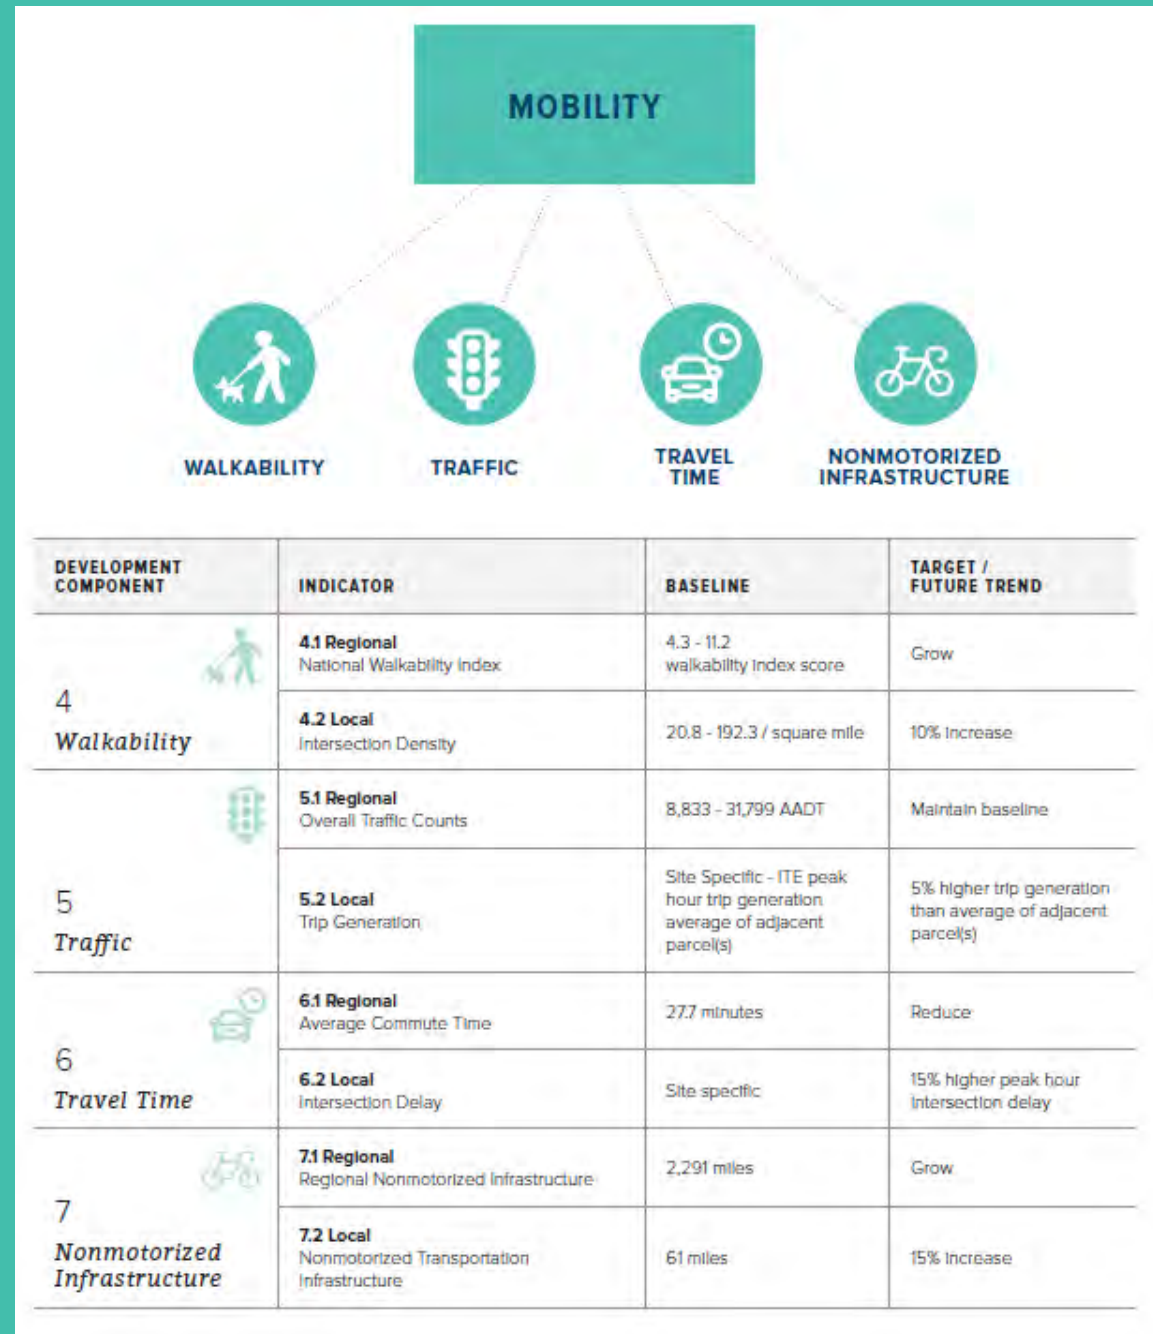 MOBILITY
WALKABILITY
TRAFFIC
TRAVEL
TIME
NONMOTORIZED
INFRASTRUCTURE
DEVELOPMENT
COMPONENT
INDICATOR
BASELINE
TARGET /
FUTURE TREND
4
Walkability
4.1 Regional
National Walkability Index
4.3 - 11.2
walkability index score
Grow
4.2 Local
Intersection Density
20.8 - 192.3 / square mile
10% Increase
5
Traffic
5.1 Regional
Overall Traffic Counts
8,833 - 31,799 AADT
Maintain baseline
5.2 Local
Trip Generation
Site Specific - ITE peak
hour trip generation
average of adjacent
parcel(s)
5% higher trip generation
than average of adjacent
parcel(s)
6
Travel Time
6.1 Regional
Average Commute Time
27.7 minutes
Reduce
6.2 Local
Intersection Delay
Site specific
15% higher peak hour
intersection delay
7
Nonmotorized
Infrastructure
7.1 Regional
Regional Nonmotorized Infrastructure
2,291 miles
Grow
7.2 Local
Nonmotorized Transportation
Infrastructure
61 miles
15% Increase